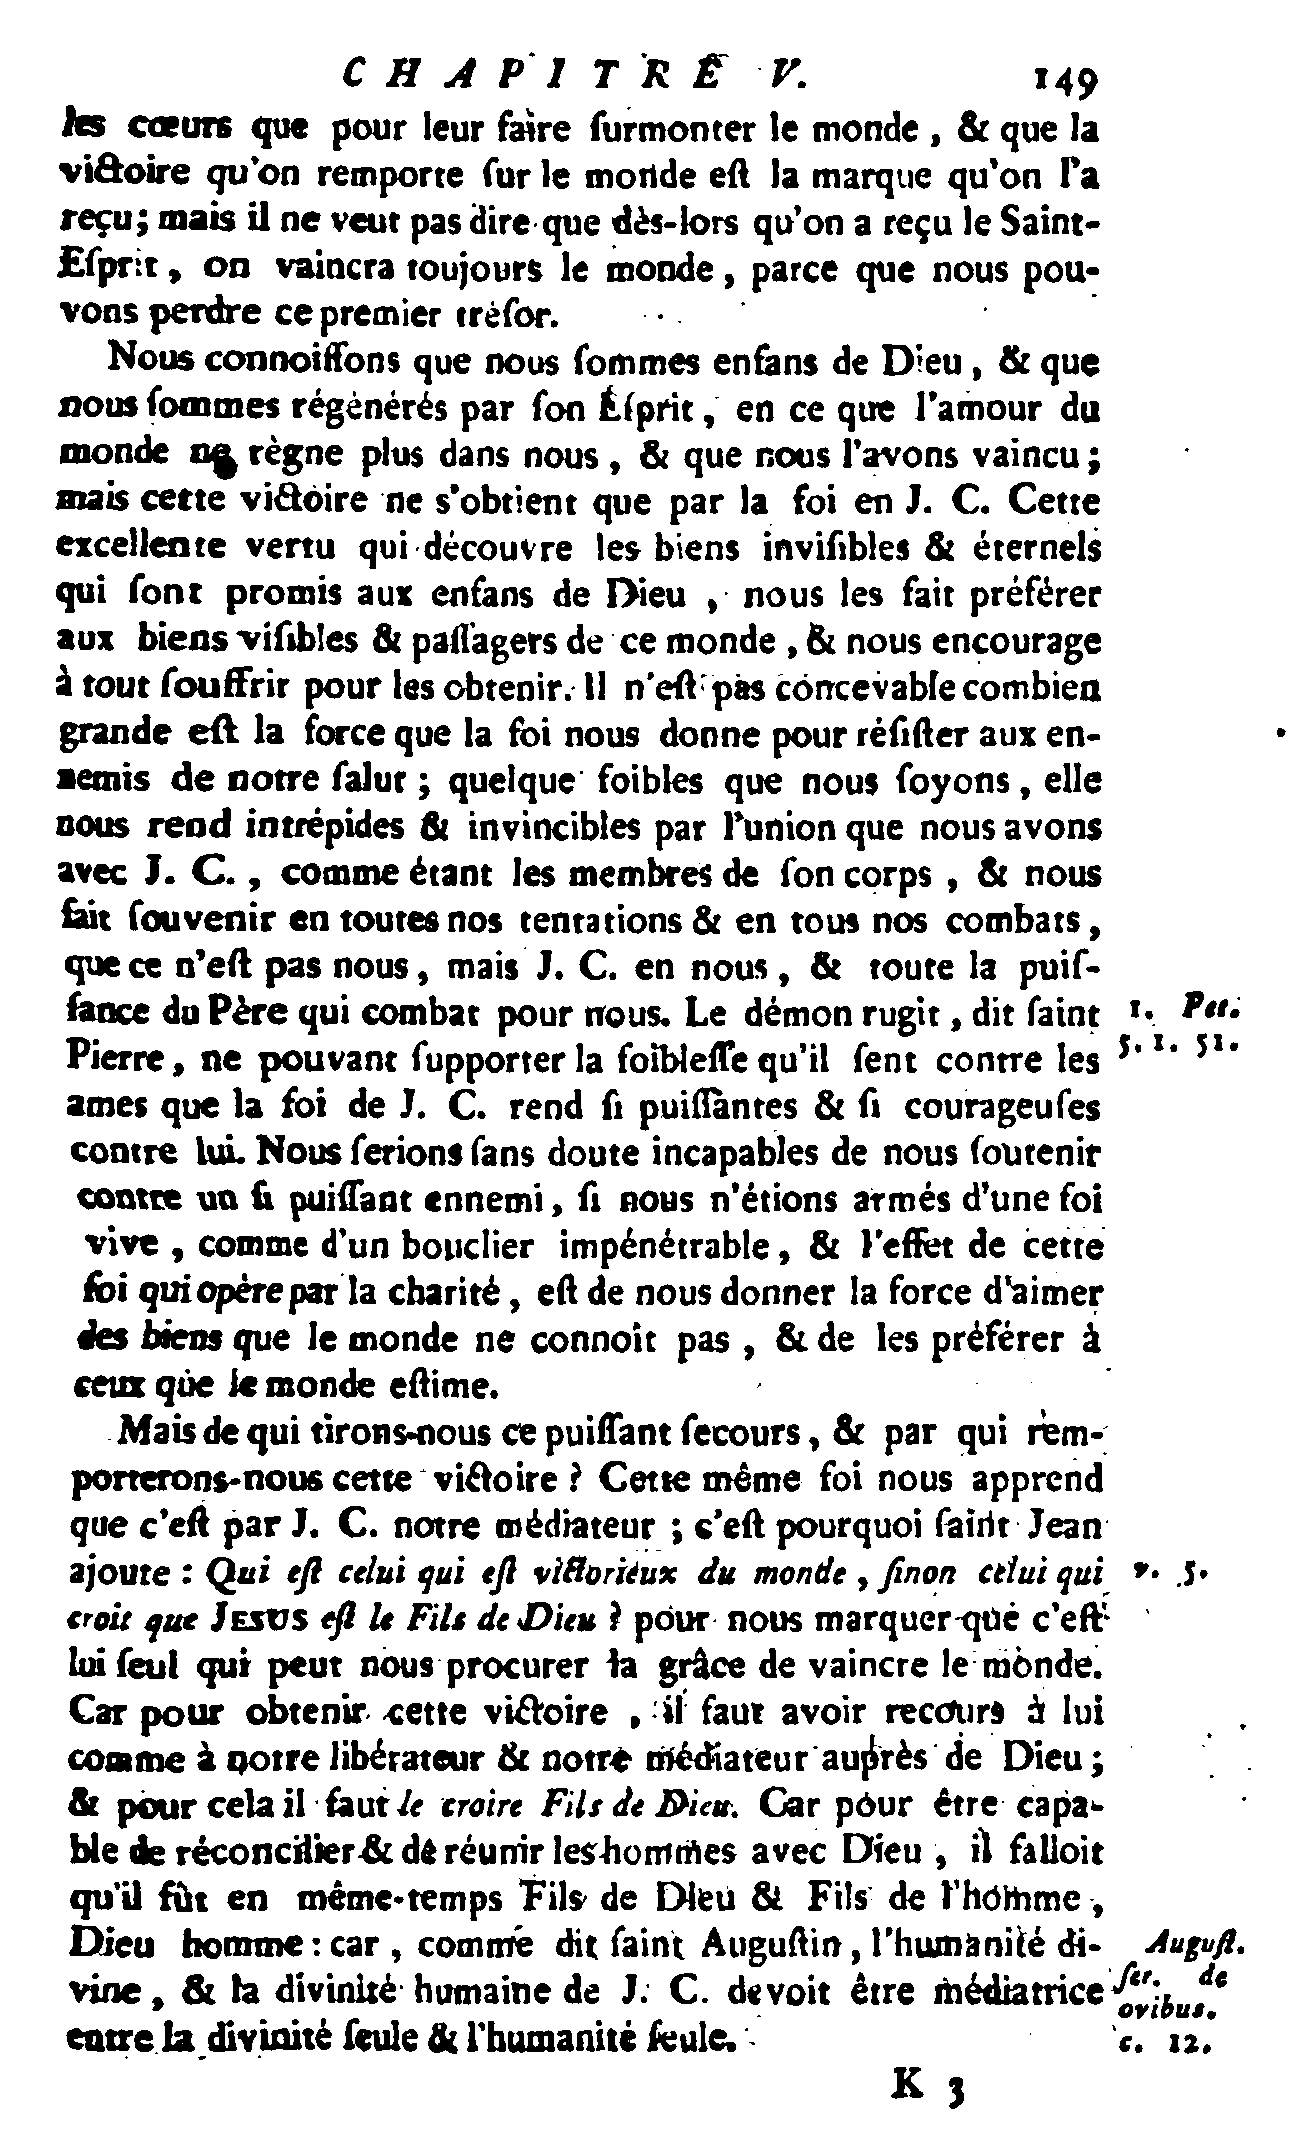 CHAPITRE V. 149
les cœurs que pour leur faire ſurmonter le monde, & que la
victoire qu'on remporte ſur le monde eſt la marque qu'on l'a
reçu; mais il ne veut pas dire que dès-lors qu'on a reçu le Saint-
Eſprit, on vaincra toujours le monde, parce que nous pou-
vons perdre ce premier tréſor.
Nous connoiſſons que nous ſommes enfans de Dieu, & que
nous ſommes régénérés par ſon Eſprit, en ce que l'amour du
monde ne règne plus dans nous, & que nous l'avons vaincu;
mais cette victoire ne s'obtient que par la foi en J. C. Cette
excellente vertu qui découvre les biens inviſibles & éternels
qui ſont promis aux enfans de Dieu, nous les fait préférer
aux biens viſibles & paſſagers de ce monde, & nous encourage
à tout ſouffrir pour les obtenir. Il n'eſt pas concevable combien
grande eſt la force que la foi nous donne pour réſiſter aux en-
nemis de notre ſalut; quelque foibles que nous ſoyons, elle
nous rend intrépides & invincibles par l'union que nous avons
avec J. C., comme étant les membres de ſon corps, & nous
fait ſouvenir en toutes nos tentations & en tous nos combats,
que ce n'eſt pas nous, mais J. C. en nous, & toute la puiſ-
ſance du Père qui combat pour nous. Le démon rugit, dit ſaint
1. Pet.
5. 1. 51.
Pierre, ne pouvant ſupporter la foibleſſe qu'il ſent contre les
ames que la foi de J. C. rend ſi puiſſantes & ſi courageuſes
contre lui. Nous ſerions ſans doute incapables de nous ſoutenir
contre un ſi puiſſant ennemi, ſi nous n'étions armés d'une foi
vive, comme d'un bouclier impénétrable, & l'effet de cette
foi qui opère par la charité, eſt de nous donner la force d'aimer
des biens que le monde ne connoît pas, & de les préférer à
ceux que le monde eſtime.
Mais de qui tirons-nous ce puiſſant ſecours, & par qui rem-
porterons-nous cette victoire? Cette même foi nous apprend
que c'eſt par J. C. notre médiateur; c'eſt pourquoi ſaint Jean
ajoute: Qui eſt celui qui eſt victorieux du monde, ſinon celui qui
v. 5.
croit que JESUS eſt le Fils de Dieu? pour nous marquer que c'eſt
lui ſeul qui peut nous procurer la grâce de vaincre le monde.
Car pour obtenir cette victoire, il faut avoir recours à lui
comme à notre libérateur & notre médiateur auprès de Dieu;
& pour cela il faut le croire Fils de Dieu. Car pour être capa-
ble de réconcilier & de réunir les hommes avec Dieu, il falloit
qu'il fût en même-temps Fils de Dieu & Fils de l'homme,
Dieu homme: car, comme dit ſaint Auguſtin, l'humanité di-
vine, & la divinité humaine de J. C. devoit être médiatrice
entre la divinité ſeule & l'humanité ſeule.
Auguſt.
ſer. de
ovibus.
c. 12.
K 3